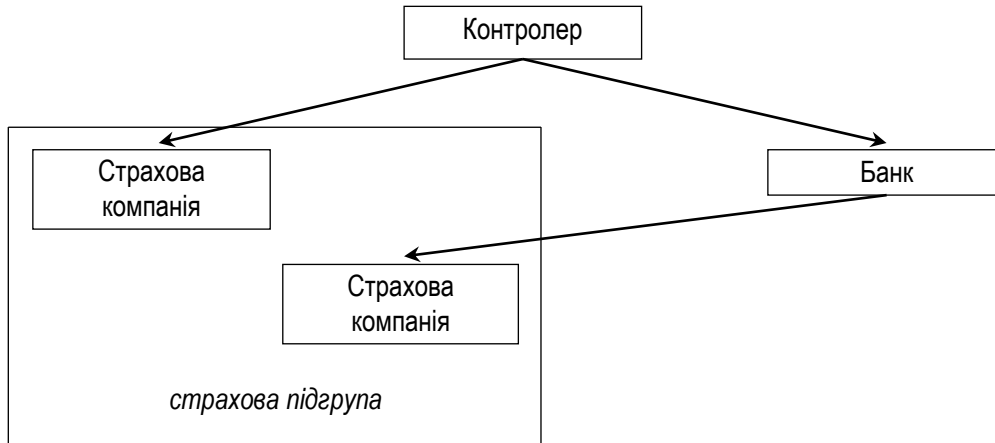 Контролер
Страхова
компанія
Банк
Страхова
компанія
страхова підгрупа